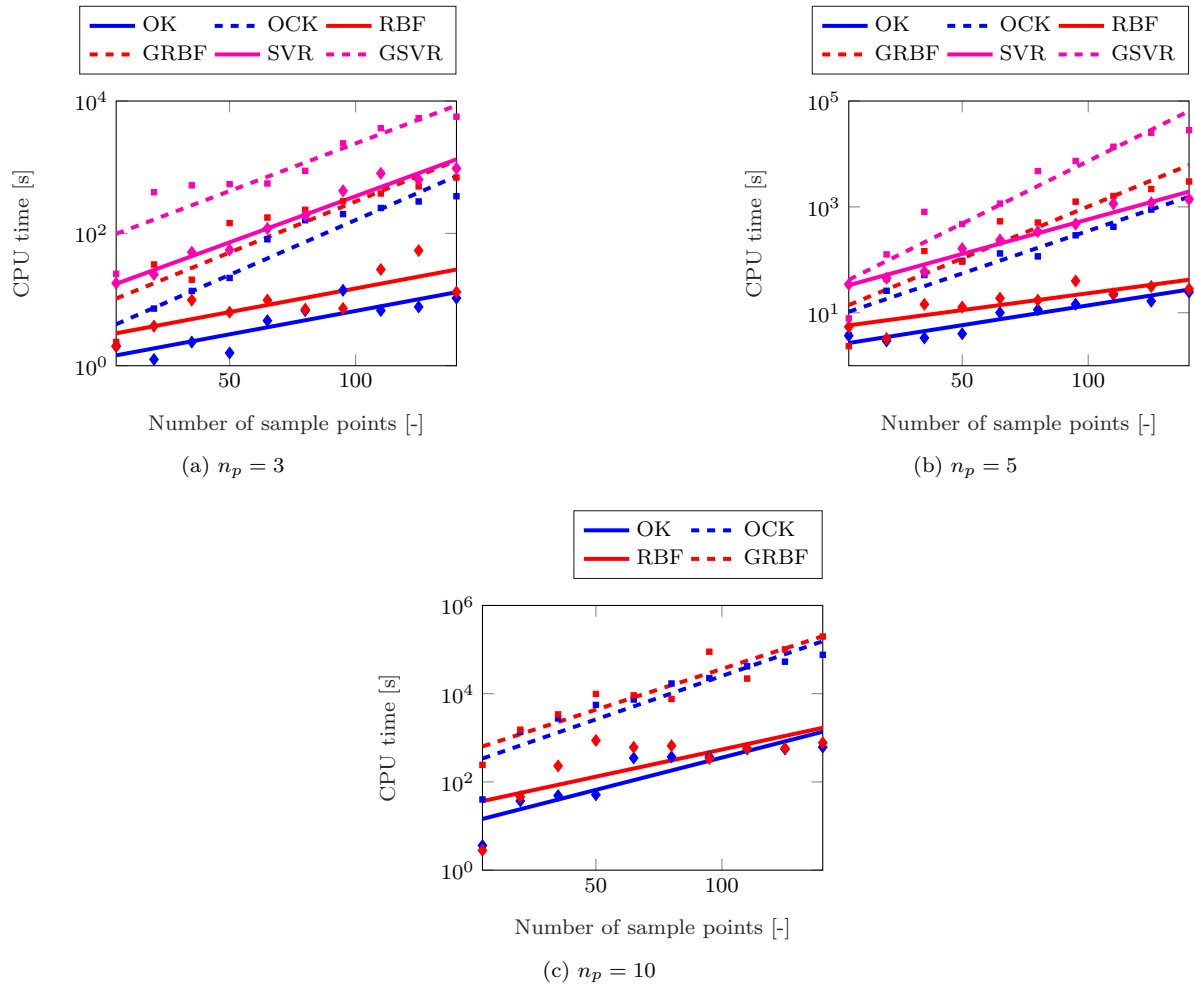 OK OCK RBF
GRBF SVR GSVR
10^4
10^2
10^0
CPU time [s]
50 100
Number of sample points [-]
(a) n_p = 3
OK OCK RBF
GRBF SVR GSVR
10^5
10^3
10^1
CPU time [s]
50 100
Number of sample points [-]
(b) n_p = 5
OK OCK
RBF GRBF
10^6
10^4
10^2
10^0
CPU time [s]
50 100
Number of sample points [-]
(c) n_p = 10